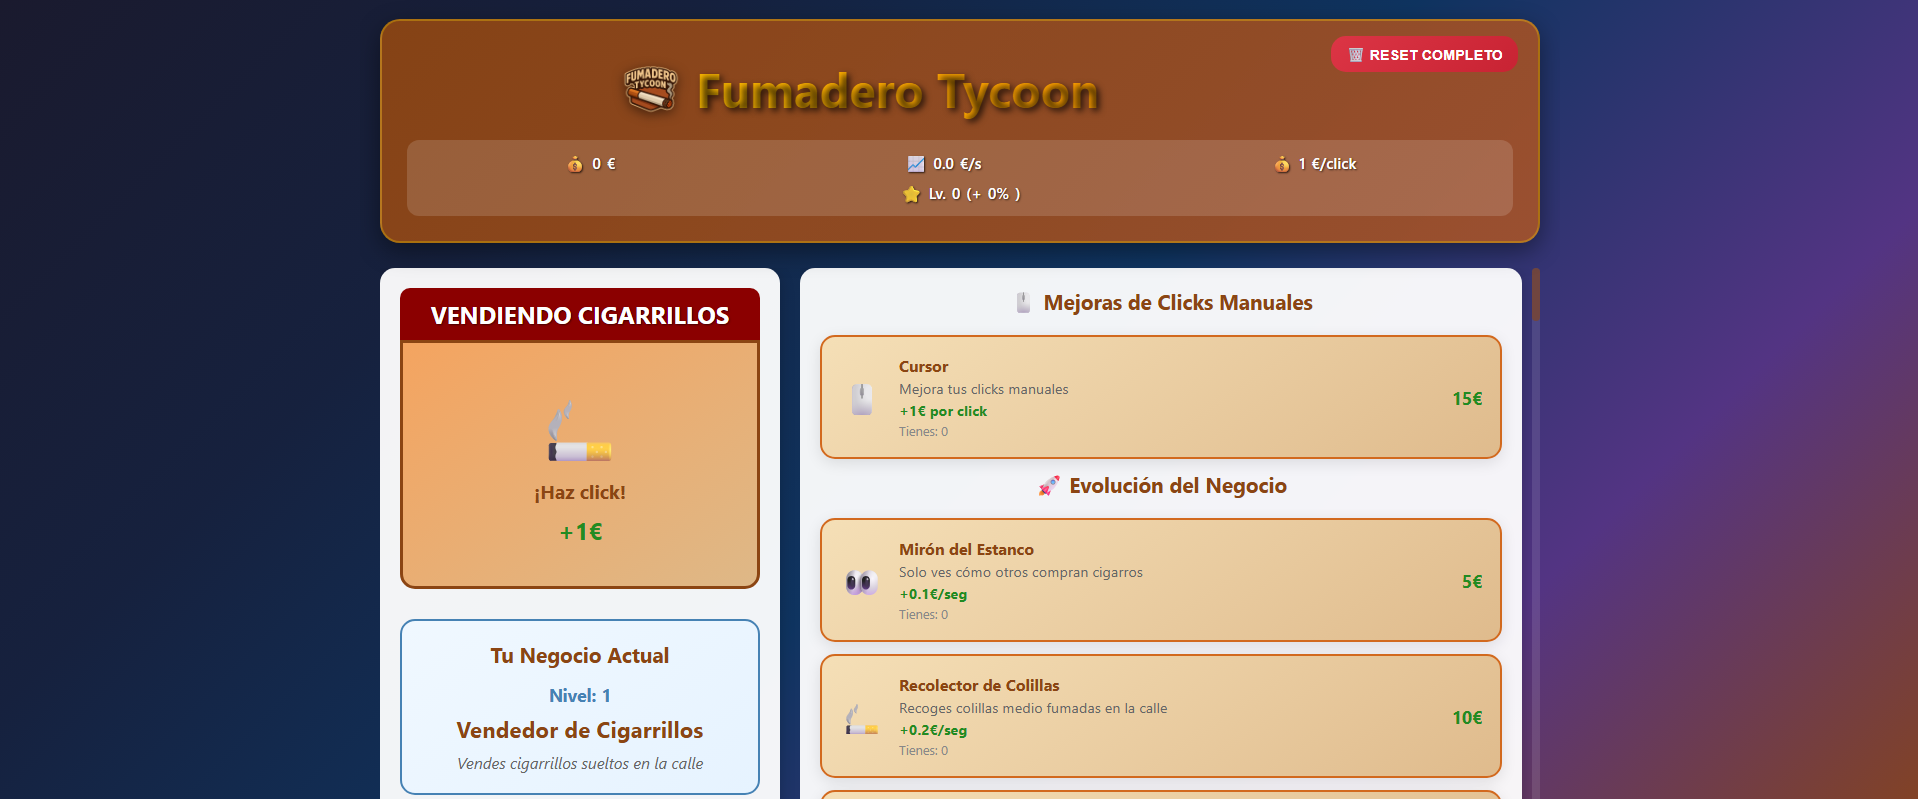 RESET COMPLETO
FUMADERO
TYCOON
Fumadero Tycoon
0 €
0.0 €/s
1 €/click
Lv. 0 (+ 0% )
VENDIENDO CIGARRILLOS
¡Haz click!
+1€
Tu Negocio Actual
Nivel: 1
Vendedor de Cigarrillos
Vendes cigarrillos sueltos en la calle
Mejoras de Clicks Manuales
Cursor
Mejora tus clicks manuales
+1€ por click
Tienes: 0
15€
Evolución del Negocio
Mirón del Estanco
Solo ves cómo otros compran cigarros
+0.1€/seg
Tienes: 0
5€
Recolector de Colillas
Recoges colillas medio fumadas en la calle
+0.2€/seg
Tienes: 0
10€